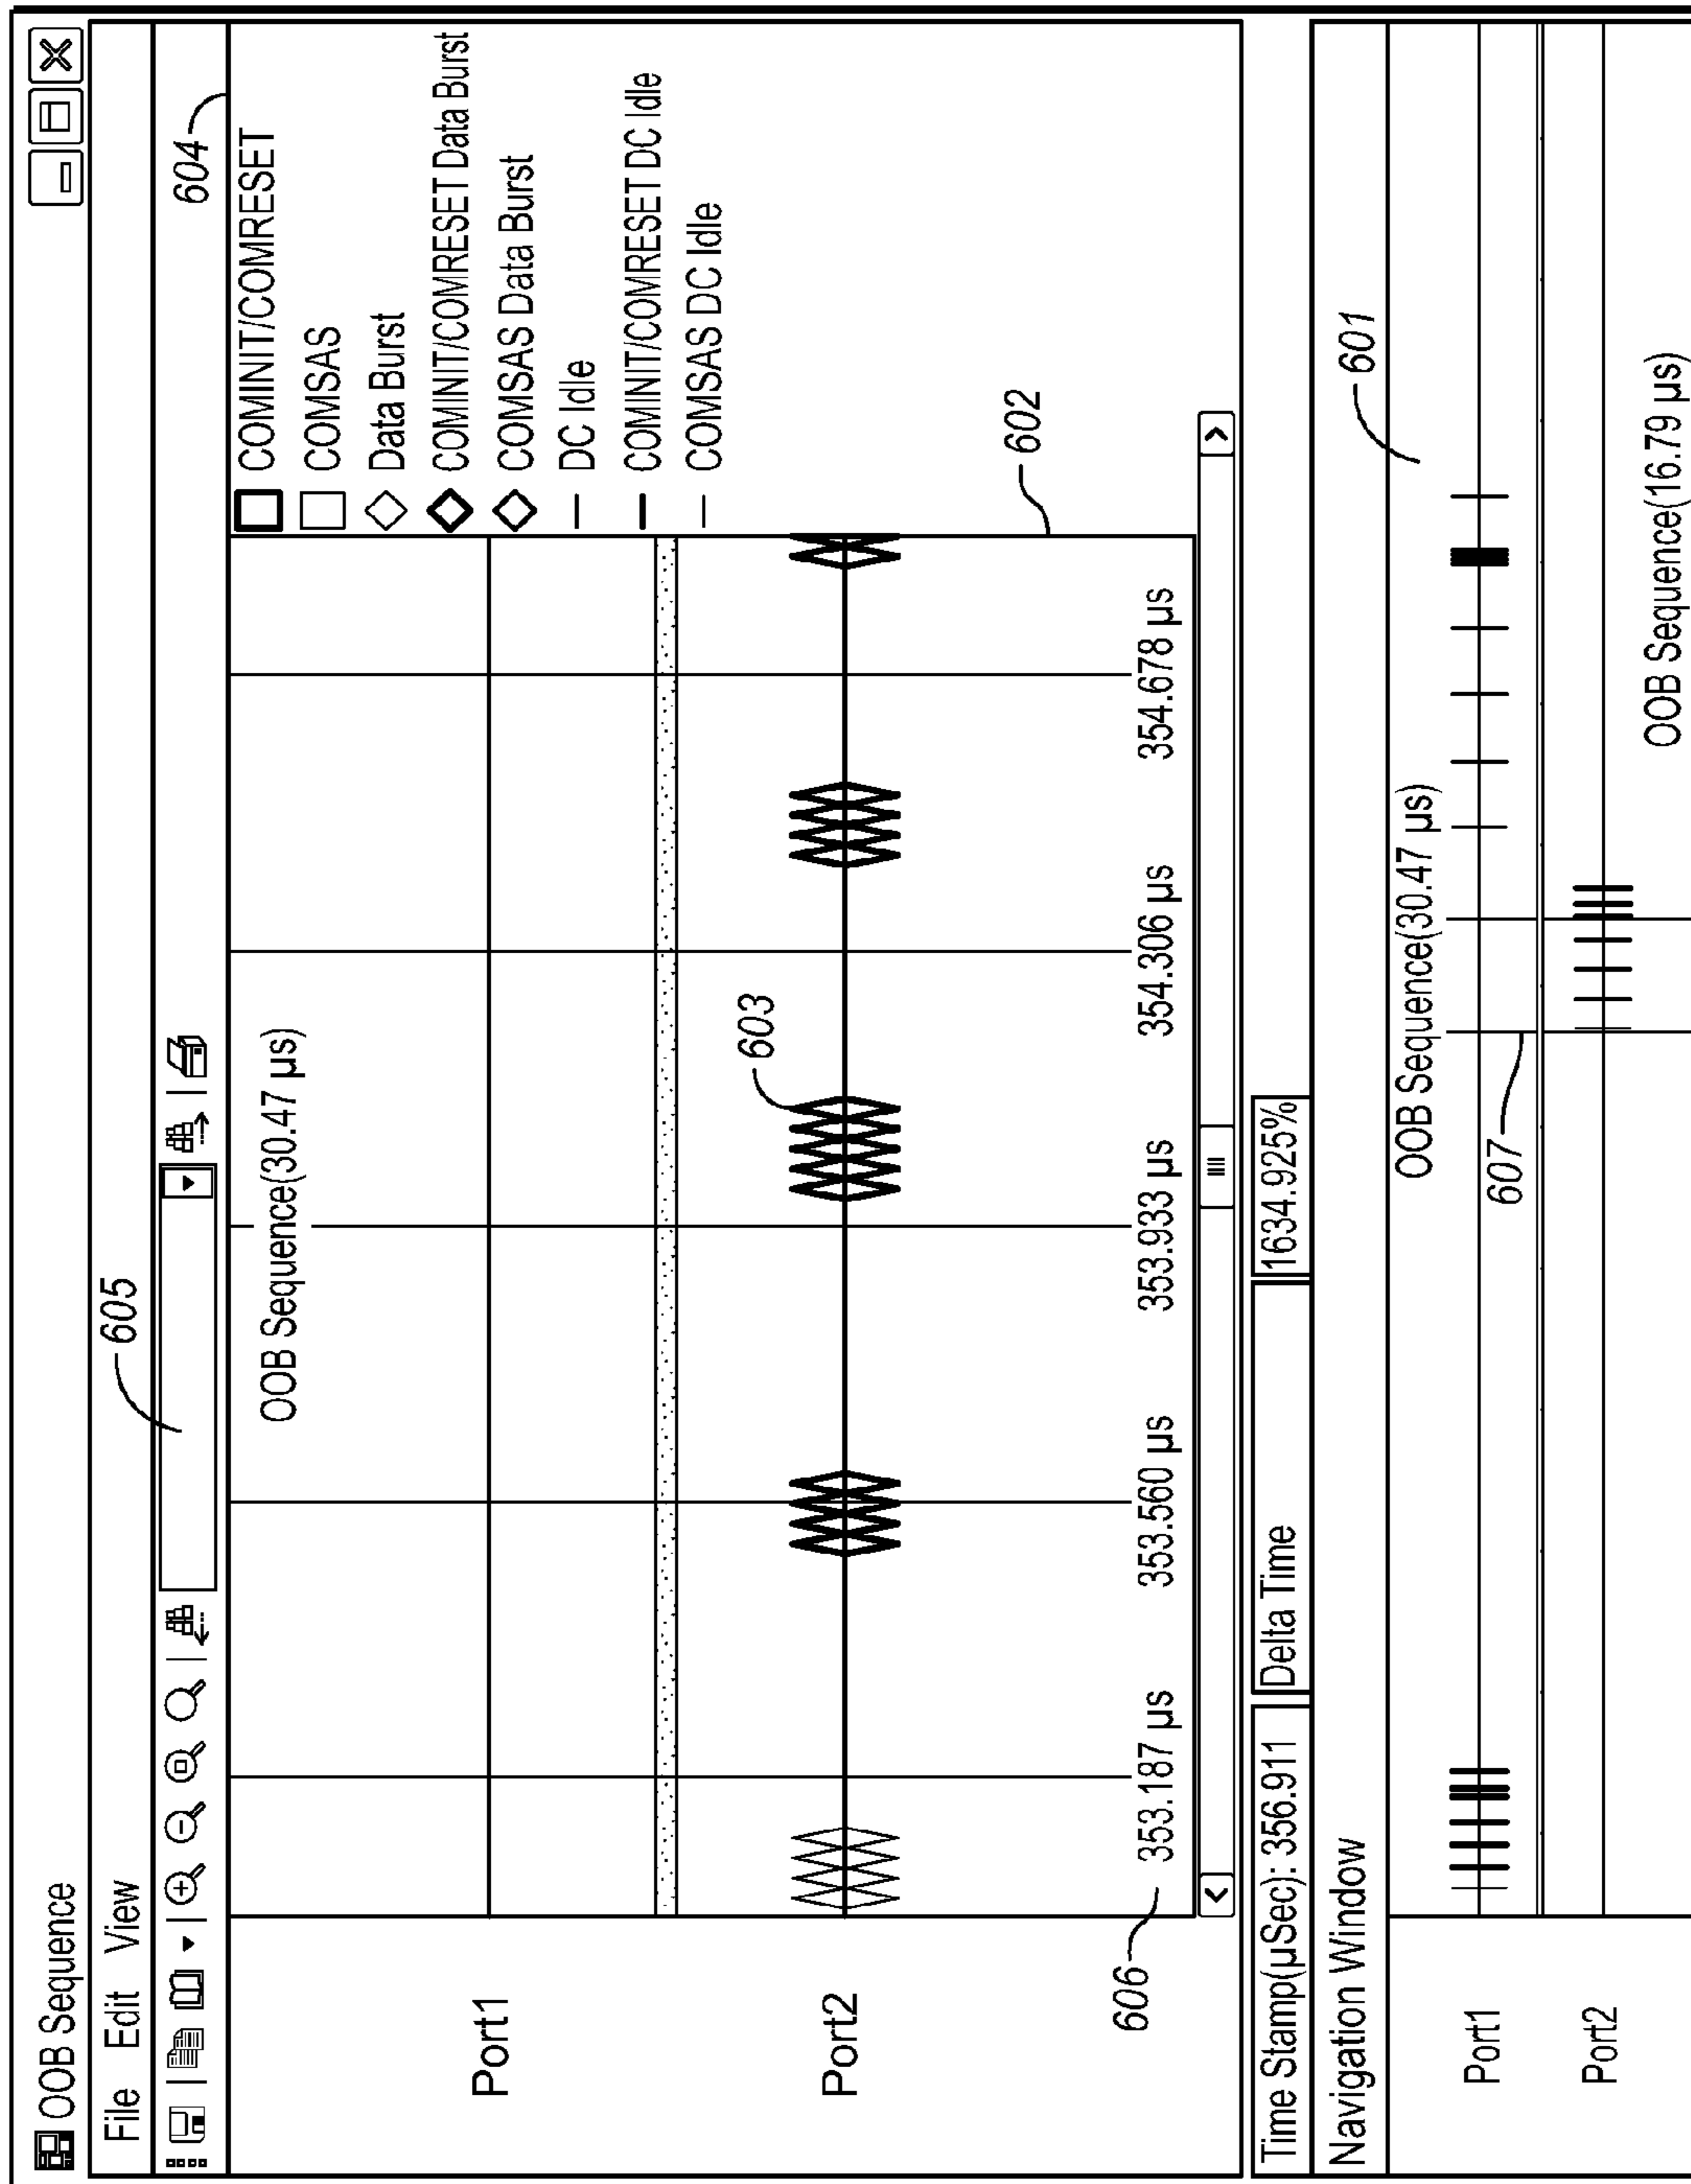 OOB Sequence
File Edit View
605
604
OOB Sequence(30.47 µs)
COMINIT/COMRESET
COMSAS
Data Burst
COMINIT/COMRESET Data Burst
COMSAS Data Burst
DC Idle
COMINIT/COMRESET DC Idle
COMSAS DC Idle
Port1
603
Port2
602
606
353.187 µs 353.560 µs 353.933 µs 354.306 µs 354.678 µs
Time Stamp(µSec): 356.911 Delta Time 1634.925%
Navigation Window
601
OOB Sequence(30.47 µs)
Port1
607
Port2
OOB Sequence(16.79 µs)